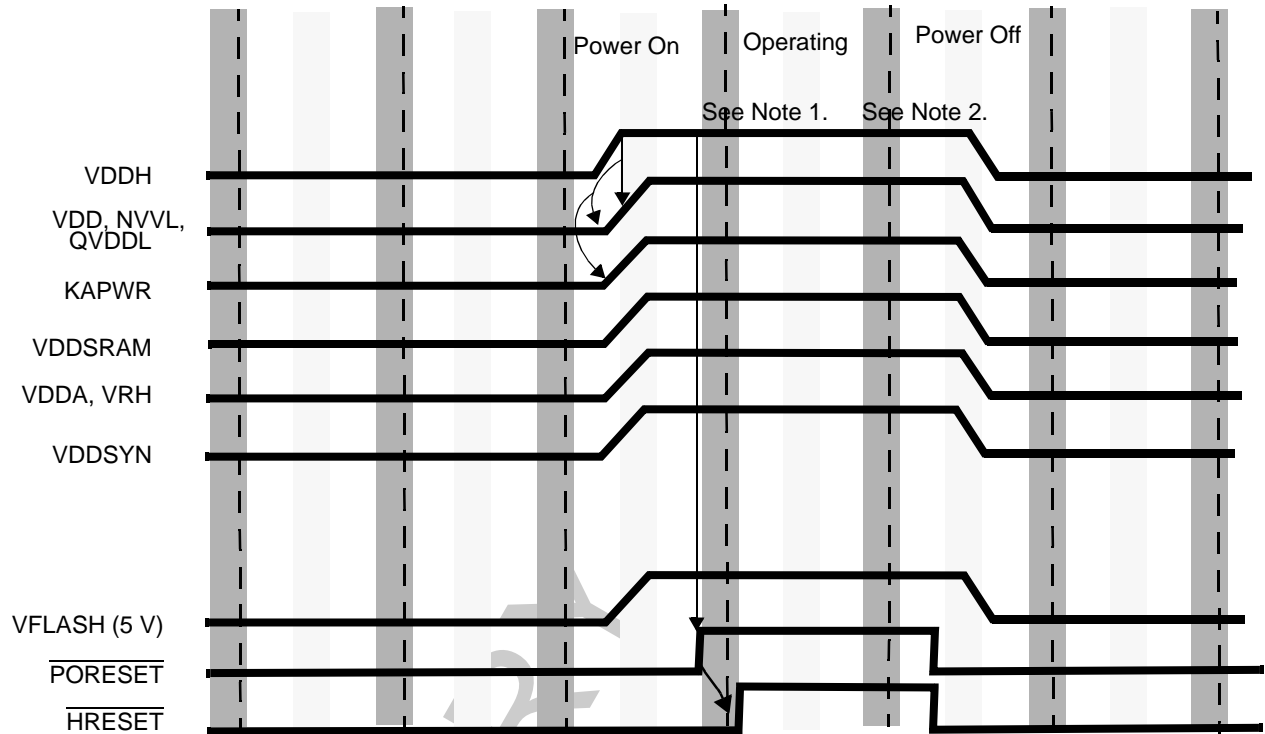 Power On
Operating
Power Off
See Note 1.
See Note 2.
VDDH
VDD, NVVL,
QVDDL
KAPWR
VDDSRAM
VDDA, VRH
VDDSYN
VFLASH (5 V)
PORESET
HRESET